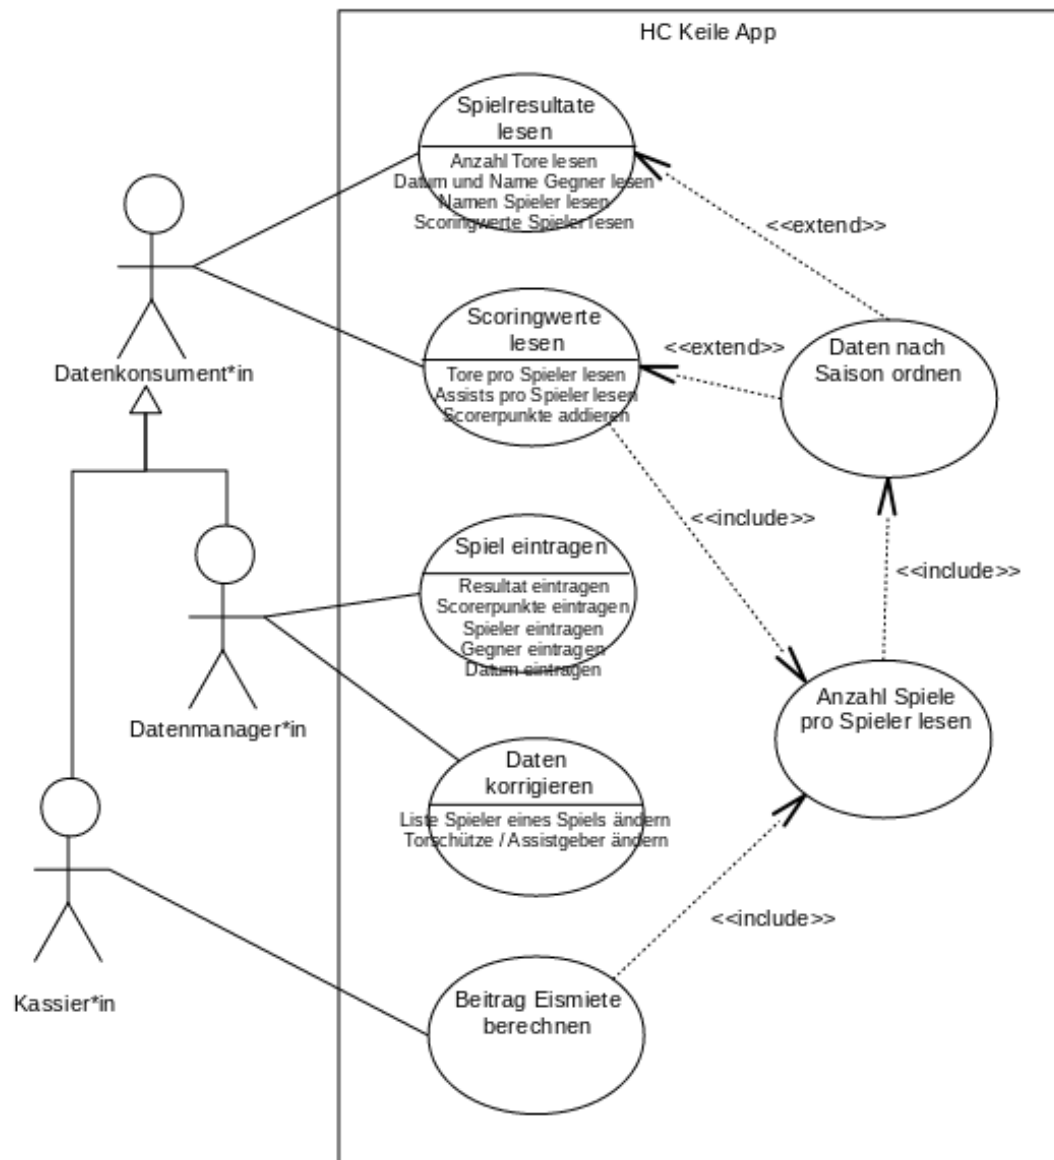 HC Keile App
Spielresultate
lesen
Anzahl Tore lesen
Datum und Name Gegner lesen
Namen Spieler lesen
Scoringwerte Spieler lesen
<<extend>>
Datenkonsument*in
Scoringwerte
lesen
Tore pro Spieler lesen
Assists pro Spieler lesen
Scorerpunkte addieren
<<extend>>
Daten nach
Saison ordnen
<<include>>
<<include>>
Datenmanager*in
Spiel eintragen
Resultat eintragen
Scorerpunkte eintragen
Spieler eintragen
Gegner eintragen
Datum eintragen
Anzahl Spiele
pro Spieler lesen
Daten
korrigieren
Liste Spieler eines Spiels ändern
Torschütze / Assistgeber ändern
<<include>>
Kassier*in
Beitrag Eismiete
berechnen